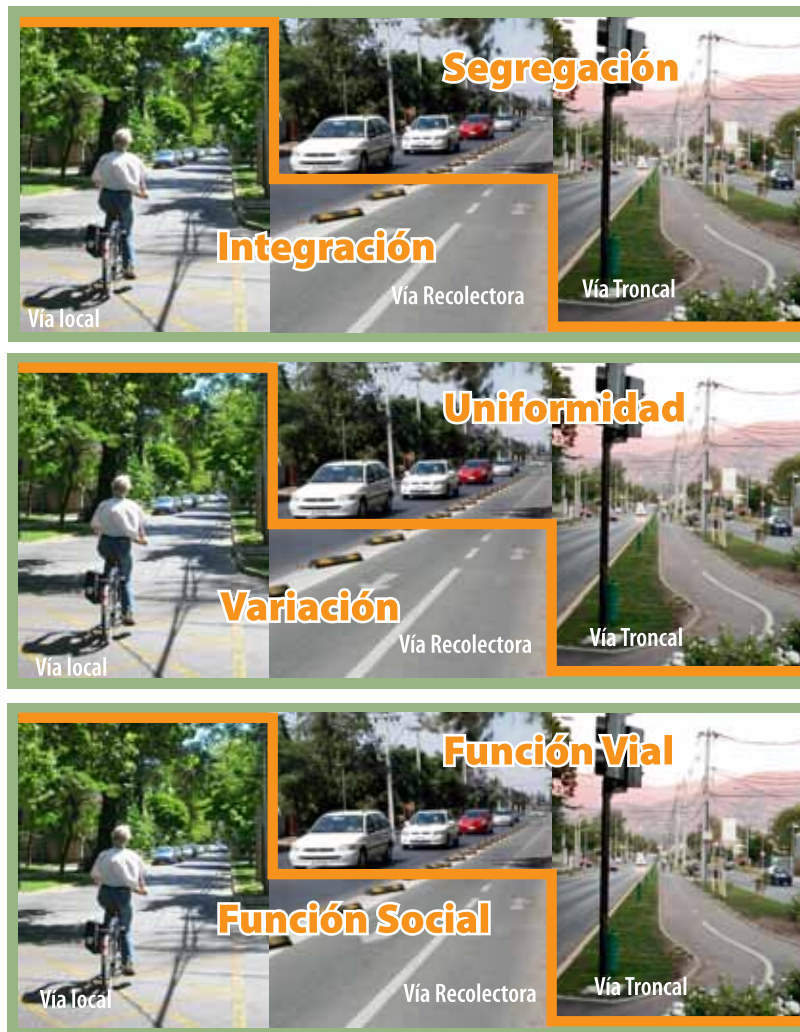 Segregación
Integración
Vía local
Vía Recolectora
Vía Troncal
Uniformidad
Variación
Vía local
Vía Recolectora
Vía Troncal
Función Vial
Función Social
Vía local
Vía Recolectora
Vía Troncal